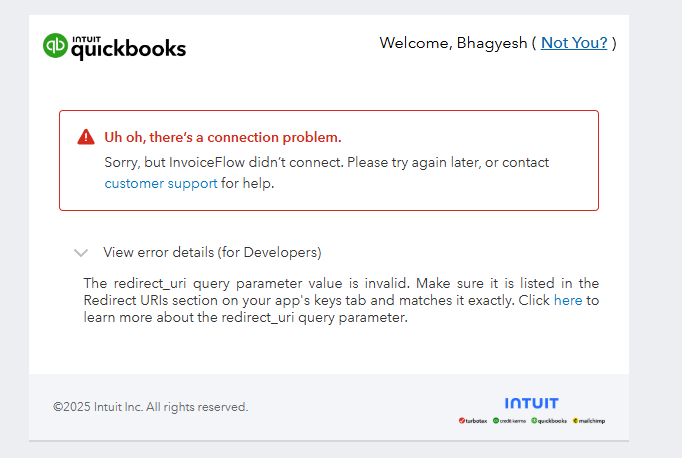 INTUIT
quickbooks
Welcome, Bhagyesh ( Not You? )
Uh oh, there's a connection problem.
Sorry, but InvoiceFlow didn't connect. Please try again later, or contact
customer support for help.
View error details (for Developers)
The redirect_uri query parameter value is invalid. Make sure it is listed in the
Redirect URIs section on your app's keys tab and matches it exactly. Click here to
learn more about the redirect_uri query parameter.
©2025 Intuit Inc. All rights reserved.
INTUIT
turbotax creditkarma quickbooks mailchimp